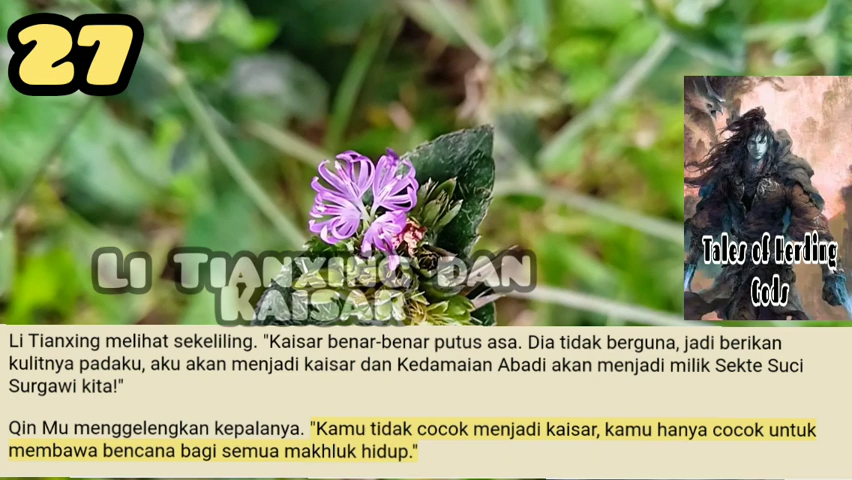 27
Li Tianxing dan
Kaisar
Tales of Herding
Gods
Li Tianxing melihat sekeliling. "Kaisar benar-benar putus asa. Dia tidak berguna, jadi berikan
kulitnya padaku, aku akan menjadi kaisar dan Kedamaian Abadi akan menjadi milik Sekte Suci
Surgawi kita!"
Qin Mu menggelengkan kepalanya. "Kamu tidak cocok menjadi kaisar, kamu hanya cocok untuk
membawa bencana bagi semua makhluk hidup."